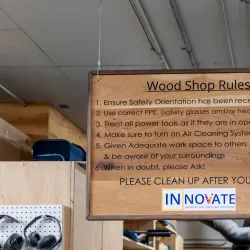 Wood Shop Rules
1. Ensure Safety Orientation has been rece
2. Use correct PPE. (safety glasses and/or hea
3. Treat all power tools as if they are in ope
4. Make sure to turn on Air Cleaning System
5. Given Adequate work space to others
& be aware of your surroundings
6. When in doubt, please Ask!
PLEASE CLEAN UP AFTER YOU
INNOVATE